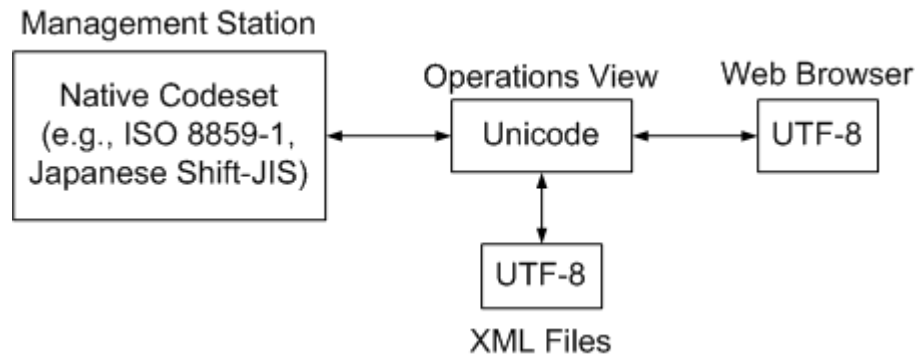 Management Station
Native Codeset
(e.g., ISO 8859-1,
Japanese Shift-JIS)
Operations View
Unicode
Web Browser
UTF-8
UTF-8
XML Files